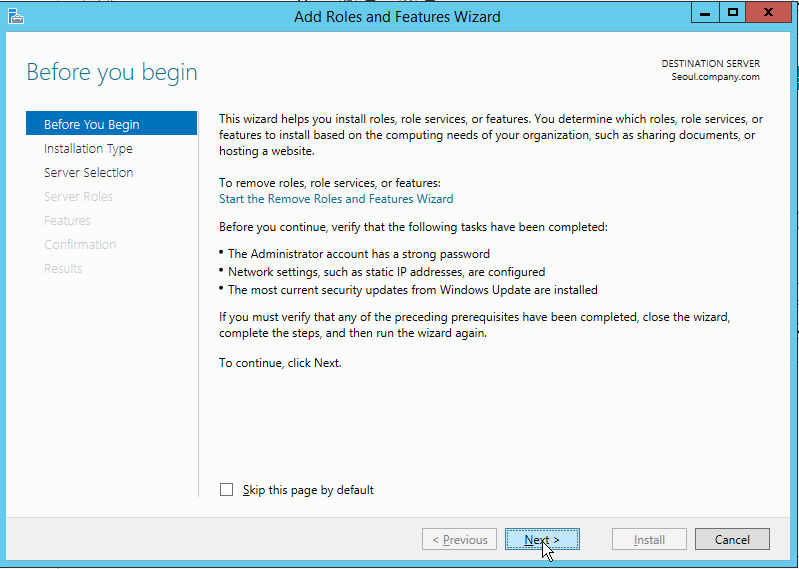 Add Roles and Features Wizard
Before you begin
DESTINATION SERVER
Seoul.company.com
Before You Begin
Installation Type
Server Selection
Server Roles
Features
Confirmation
Results
This wizard helps you install roles, role services, or features. You determine which roles, role services, or
features to install based on the computing needs of your organization, such as sharing documents, or
hosting a website.
To remove roles, role services, or features:
Start the Remove Roles and Features Wizard
Before you continue, verify that the following tasks have been completed:
• The Administrator account has a strong password
• Network settings, such as static IP addresses, are configured
• The most current security updates from Windows Update are installed
If you must verify that any of the preceding prerequisites have been completed, close the wizard,
complete the steps, and then run the wizard again.
To continue, click Next.
Skip this page by default
< Previous
Next >
Install
Cancel